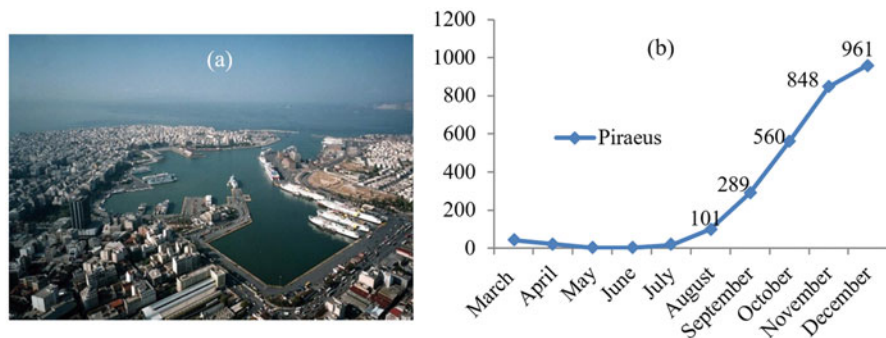 (a)
(b)
1200
1000
800
600
400
200
0
961
848
560
289
101
Piraeus
March
April
May
June
July
August
September
October
November
December